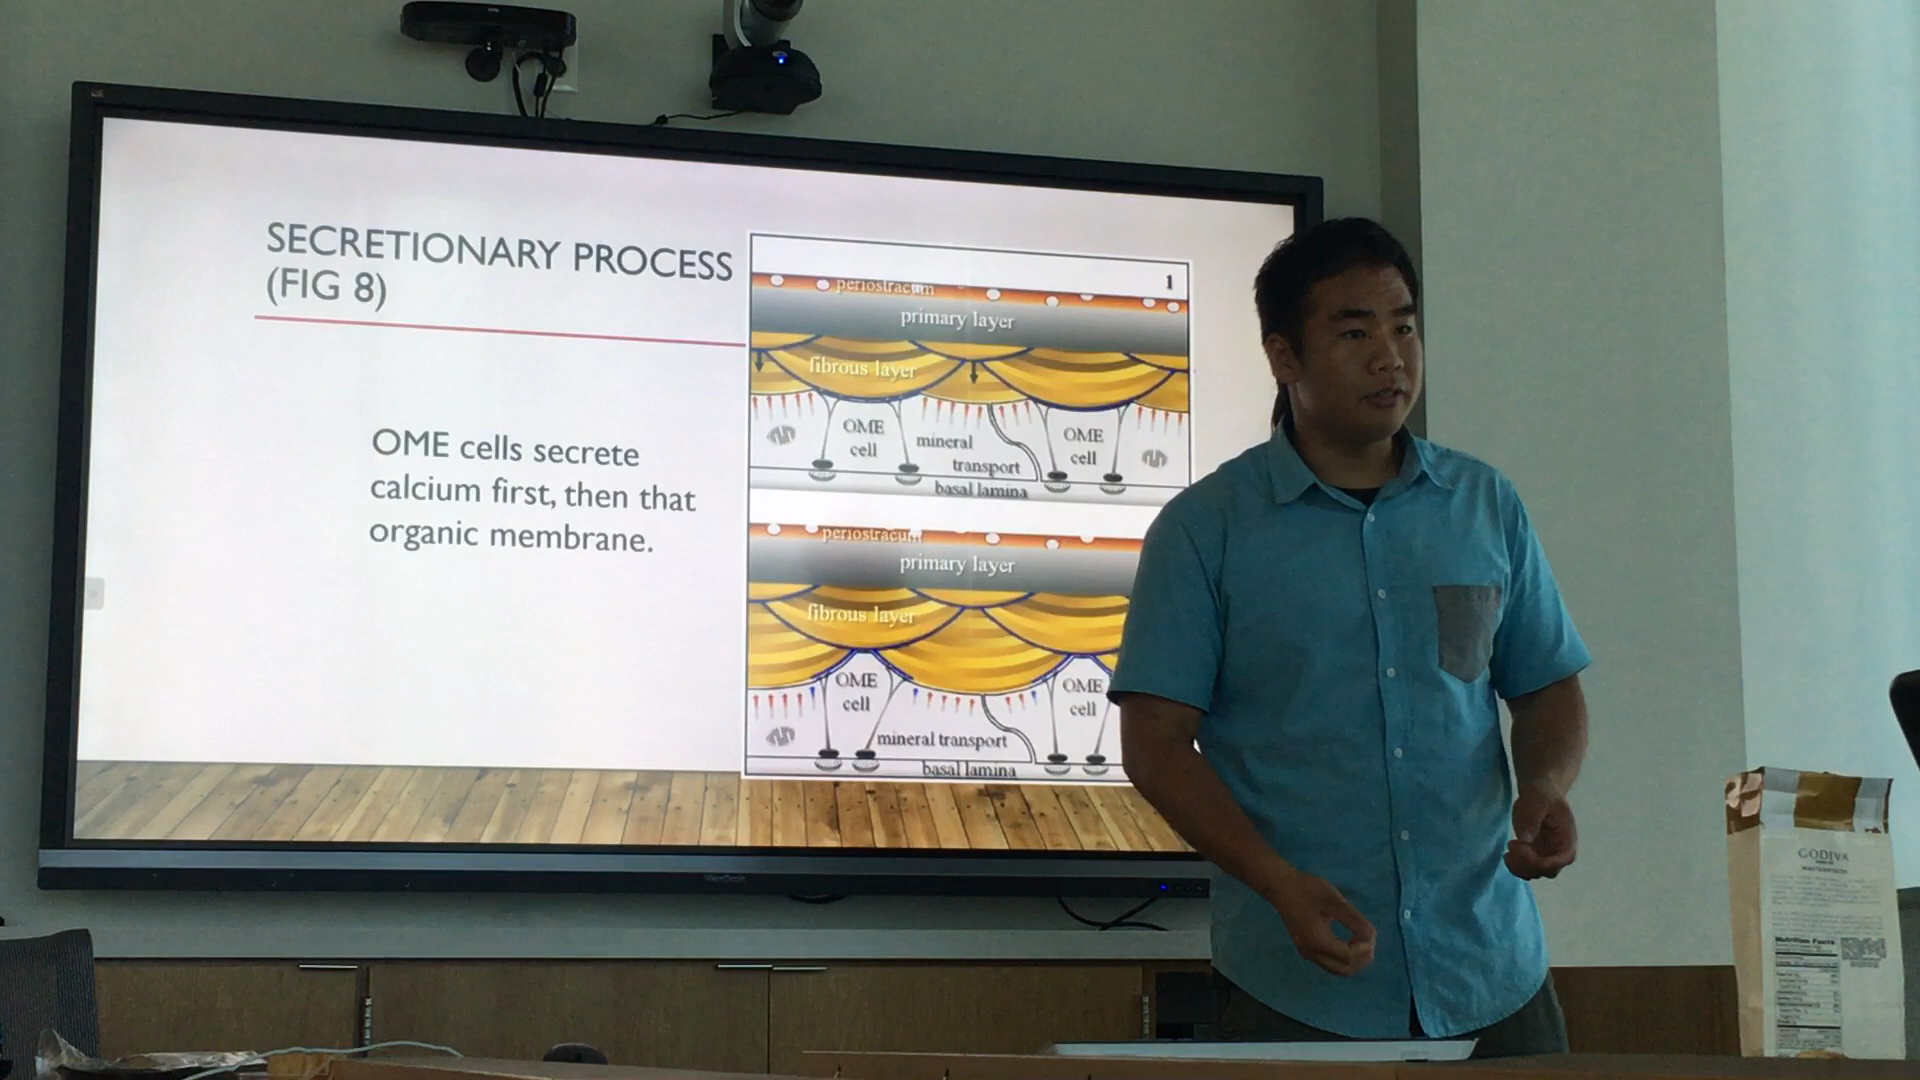 SECRETIONARY PROCESS
(FIG 8)
OME cells secrete
calcium first, then that
organic membrane.
1
periostracum
primary layer
fibrous layer
OME
cell
mineral
transport
OME
cell
basal lamina
periostracum
primary layer
fibrous layer
OME
cell
OME
cell
mineral transport
basal lamina
ViewSonic
GODIVA
Nutrition Facts